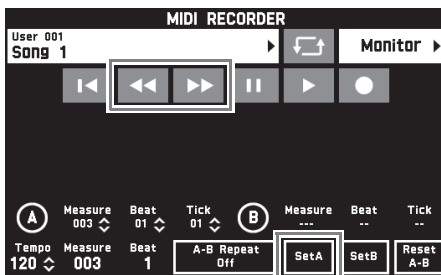 MIDI RECORDER
User 001
Song 1
Monitor
A
Measure Beat Tick
003 01 01
B
Measure Beat Tick
--- -- --
Tempo Measure Beat
120 003 1
A-B Repeat
Off
SetA
SetB
Reset
A-B